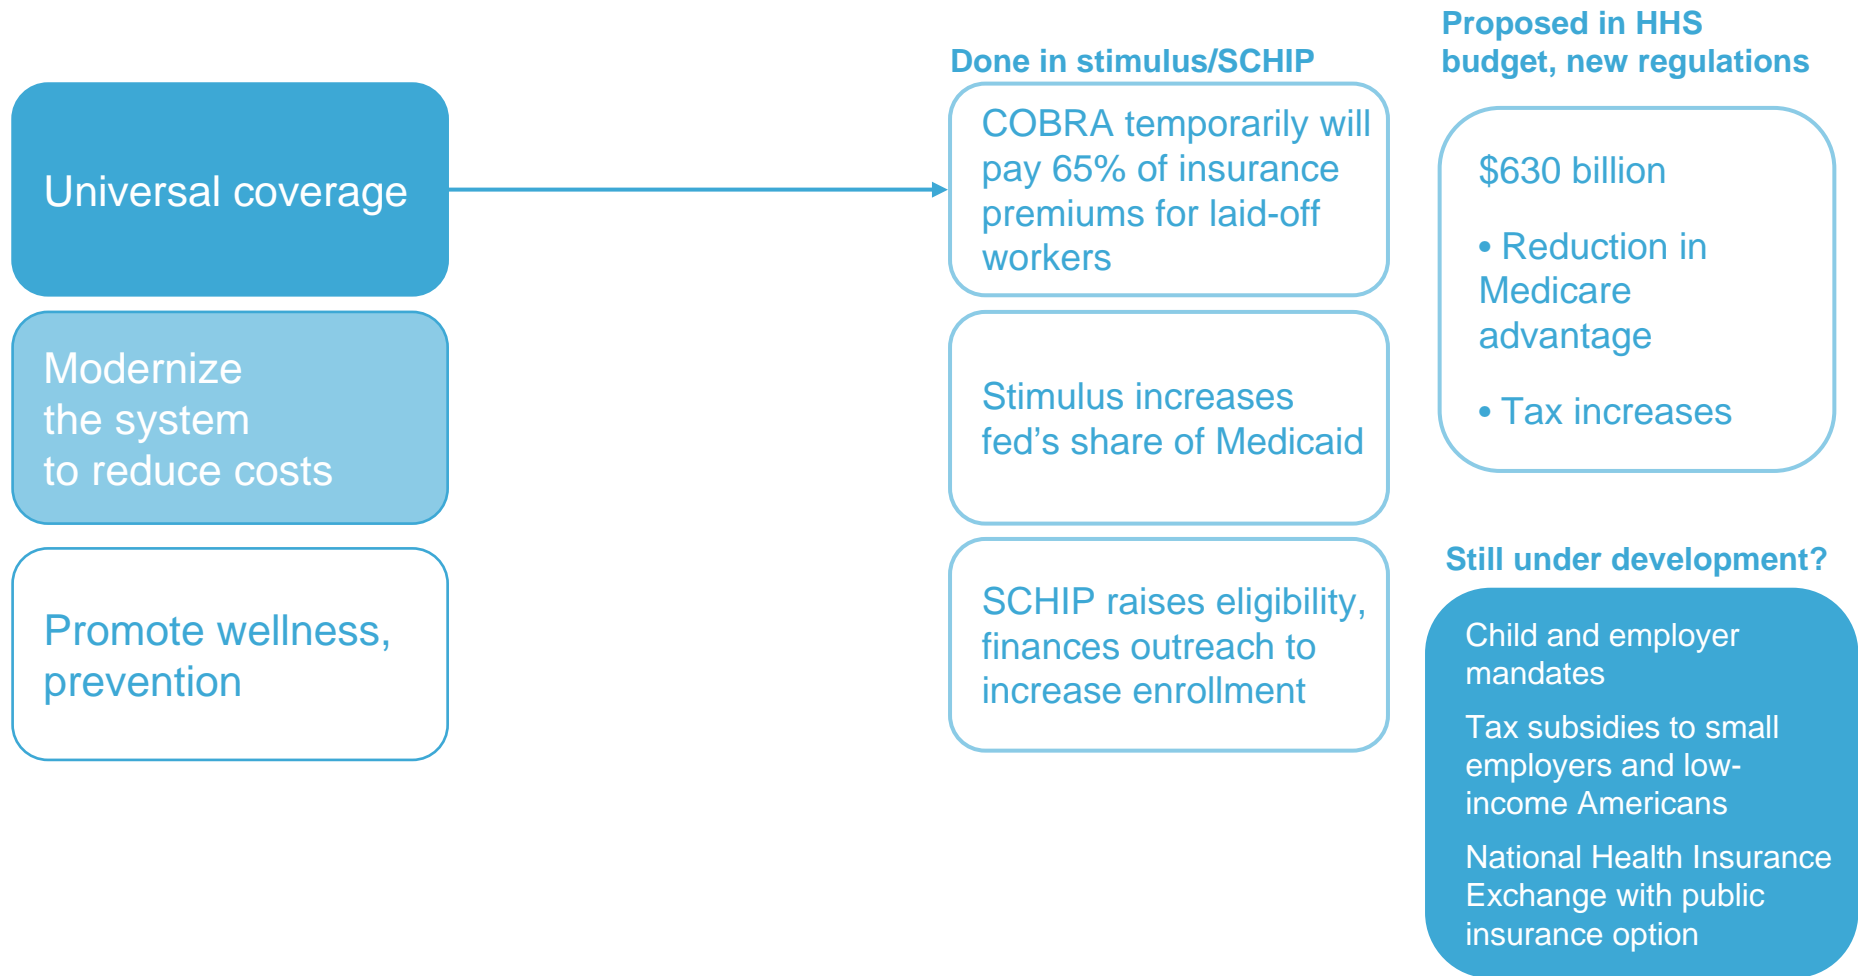 Universal coverage
Modernize
the system
to reduce costs
Promote wellness,
prevention
Done in stimulus/SCHIP
COBRA temporarily will
pay 65% of insurance
premiums for laid-off
workers
Stimulus increases
fed's share of Medicaid
SCHIP raises eligibility,
finances outreach to
increase enrollment
Proposed in HHS
budget, new regulations
$630 billion
• Reduction in
Medicare
advantage
• Tax increases
Still under development?
Child and employer
mandates
Tax subsidies to small
employers and low-
income Americans
National Health Insurance
Exchange with public
insurance option